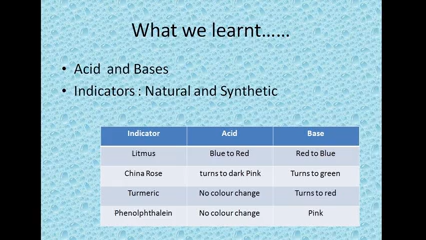 What we learnt......
• Acid and Bases
• Indicators : Natural and Synthetic
Indicator Acid Base
Litmus Blue to Red Red to Blue
China Rose turns to dark Pink Turns to green
Turmeric No colour change Turns to red
Phenolphthalein No colour change Pink